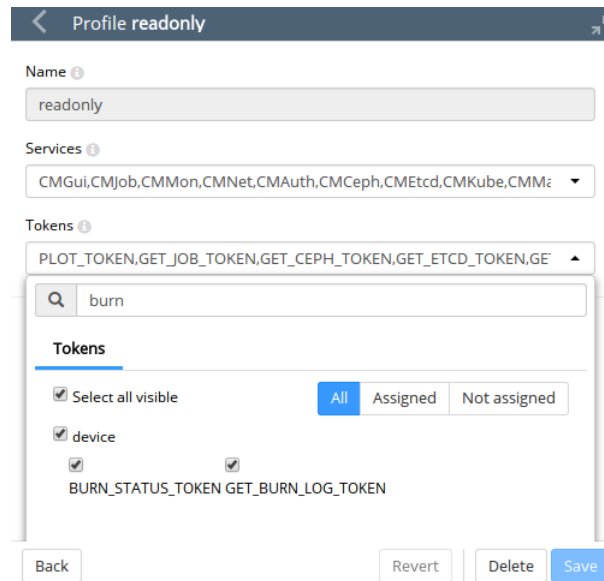 Profile readonly
Name
readonly
Services
CMGui,CMJob,CMMon,CMNet,CMAuth,CMCeph,CMEtcd,CMKube,CMMa
Tokens
PLOT_TOKEN,GET_JOB_TOKEN,GET_CEPH_TOKEN,GET_ETCD_TOKEN,GET
burn
Tokens
Select all visible All Assigned Not assigned
device
BURN_STATUS_TOKEN GET_BURN_LOG_TOKEN
Back Revert Delete Save